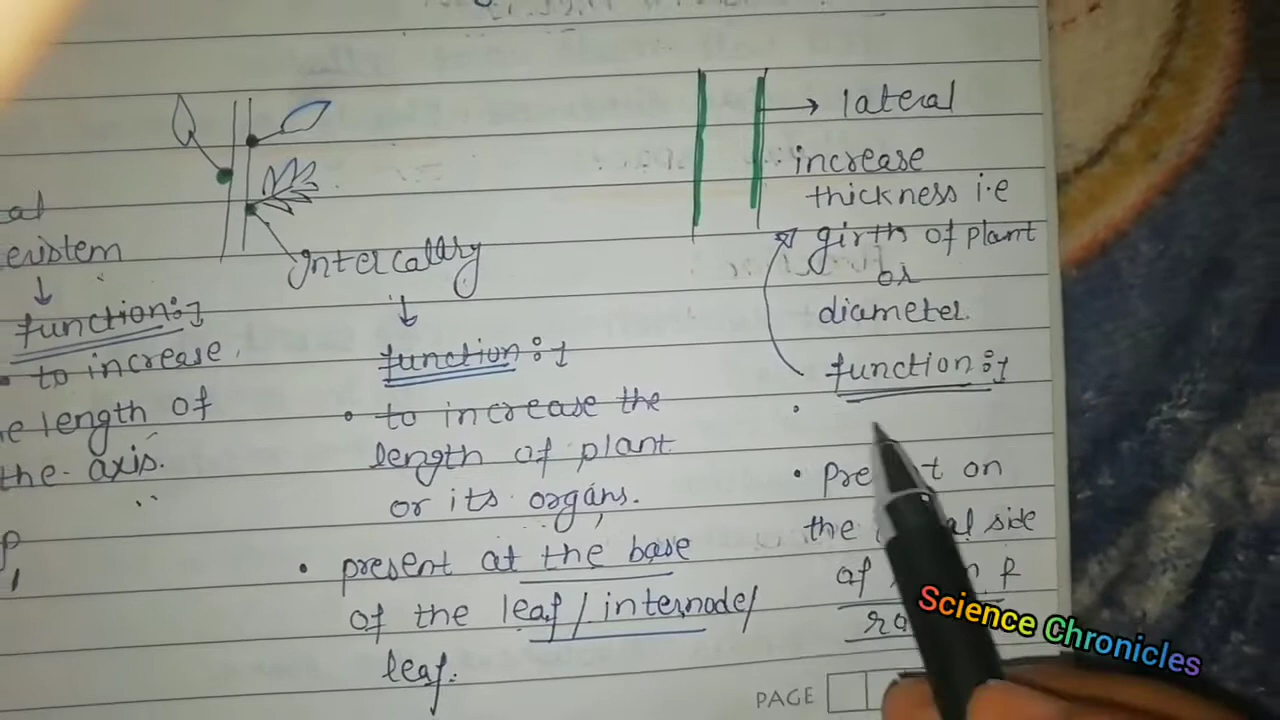 lateral
increase
thickness i.e
girth of plant
or
diameter.
function :-
• present on
the side
of
Intercalary
function :-
• to increase the
length of plant
or its organs.
• present at the base
of the leaf / internode /
leaf.
function :-
• to increase
length of
the axis.
PAGE
Science Chronicles